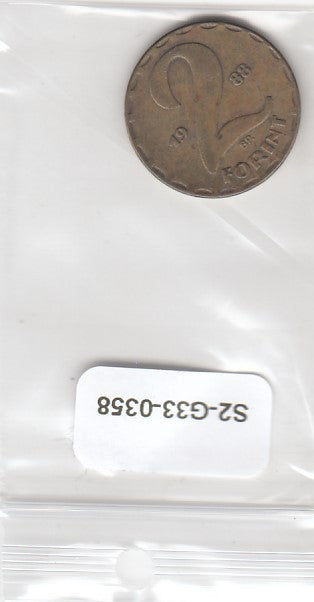 2
19 88
BP.
FORINT
S2-G33-0358